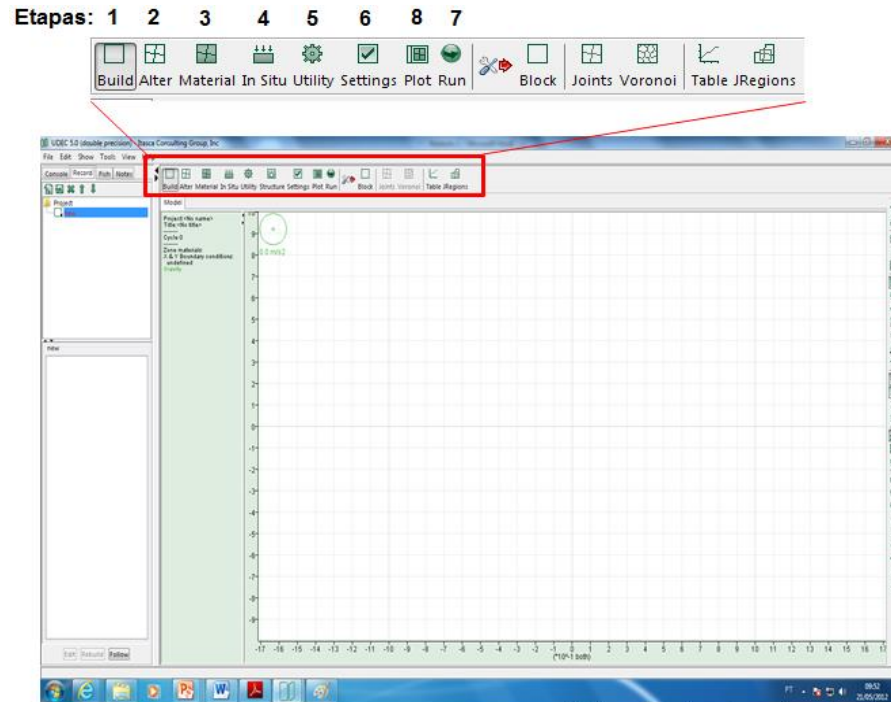 Etapas: 1 2 3 4 5 6 8 7
Build Alter Material In Situ Utility Settings Plot Run Block Joints Voronoi Table JRegions
UDEC 5.0 (double precision) - Itasca Consulting Group, Inc
File Edit Show Tools View
Console Record Fish Notes
Build Alter Material In Situ Utility Structure Settings Plot Run Block Joints Voronoi Table JRegions
Project
new
Model
Project: <No name>
Title: <No title>
Cycle 0
Zone materials:
X & Y Boundary conditions:
undefined
Gravity
new
-17 -16 -15 -14 -13 -12 -11 -10 -9 -8 -7 -6 -5 -4 -3 -2 -1 0 1 2 3 4 5 6 7 8 9 10 11 12 13 14 15 16 17
(*10^-1 both)
Edit Rebuild Follow
PT 09:52
21/05/2012